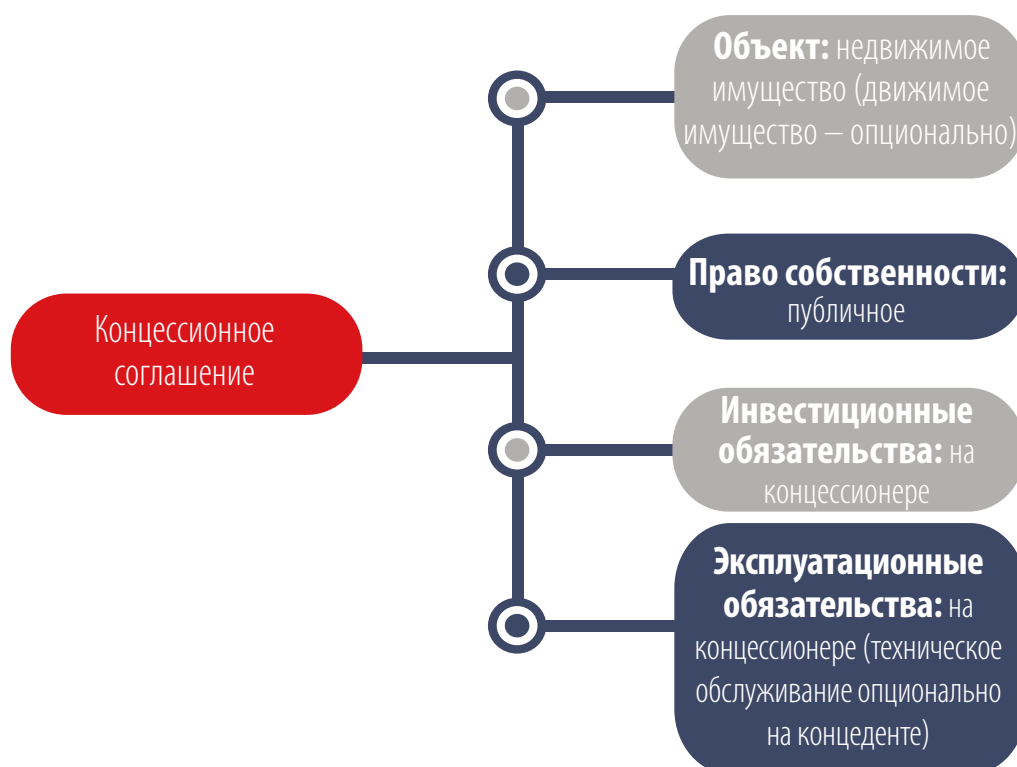 Объект: недвижимое
имущество (движимое
имущество – опционально)
Право собственности:
публичное
Концессионное
соглашение
Инвестиционные
обязательства: на
концессионере
Эксплуатационные
обязательства: на
концессионере (техническое
обслуживание опционально
на концеденте)